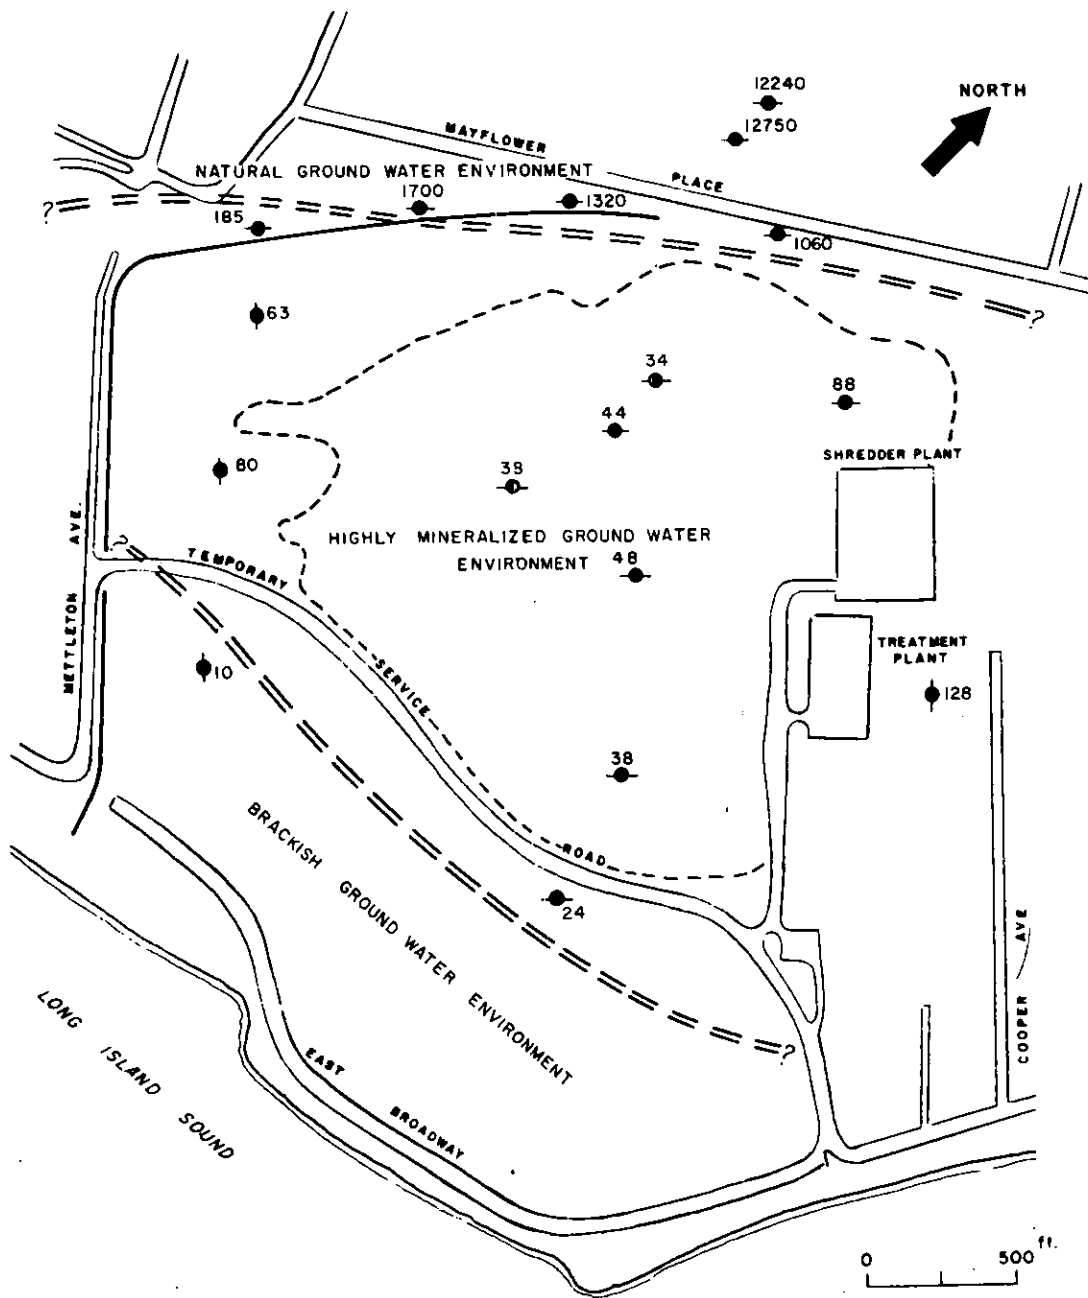 12240
NORTH
12750
MAYFLOWER
PLACE
NATURAL GROUND WATER ENVIRONMENT
?
1700
1320
185
1060
?
63
34
88
44
SHREDDER PLANT
80
39
HIGHLY MINERALIZED GROUND WATER
ENVIRONMENT
48
?
TEMPORARY
METTLETON AVE.
TREATMENT
PLANT
10
SERVICE
128
38
BRACKISH GROUND WATER ENVIRONMENT
ROAD
24
COOPER AVE
LONG ISLAND SOUND
?
EAST
BROADWAY
0 500 ft.